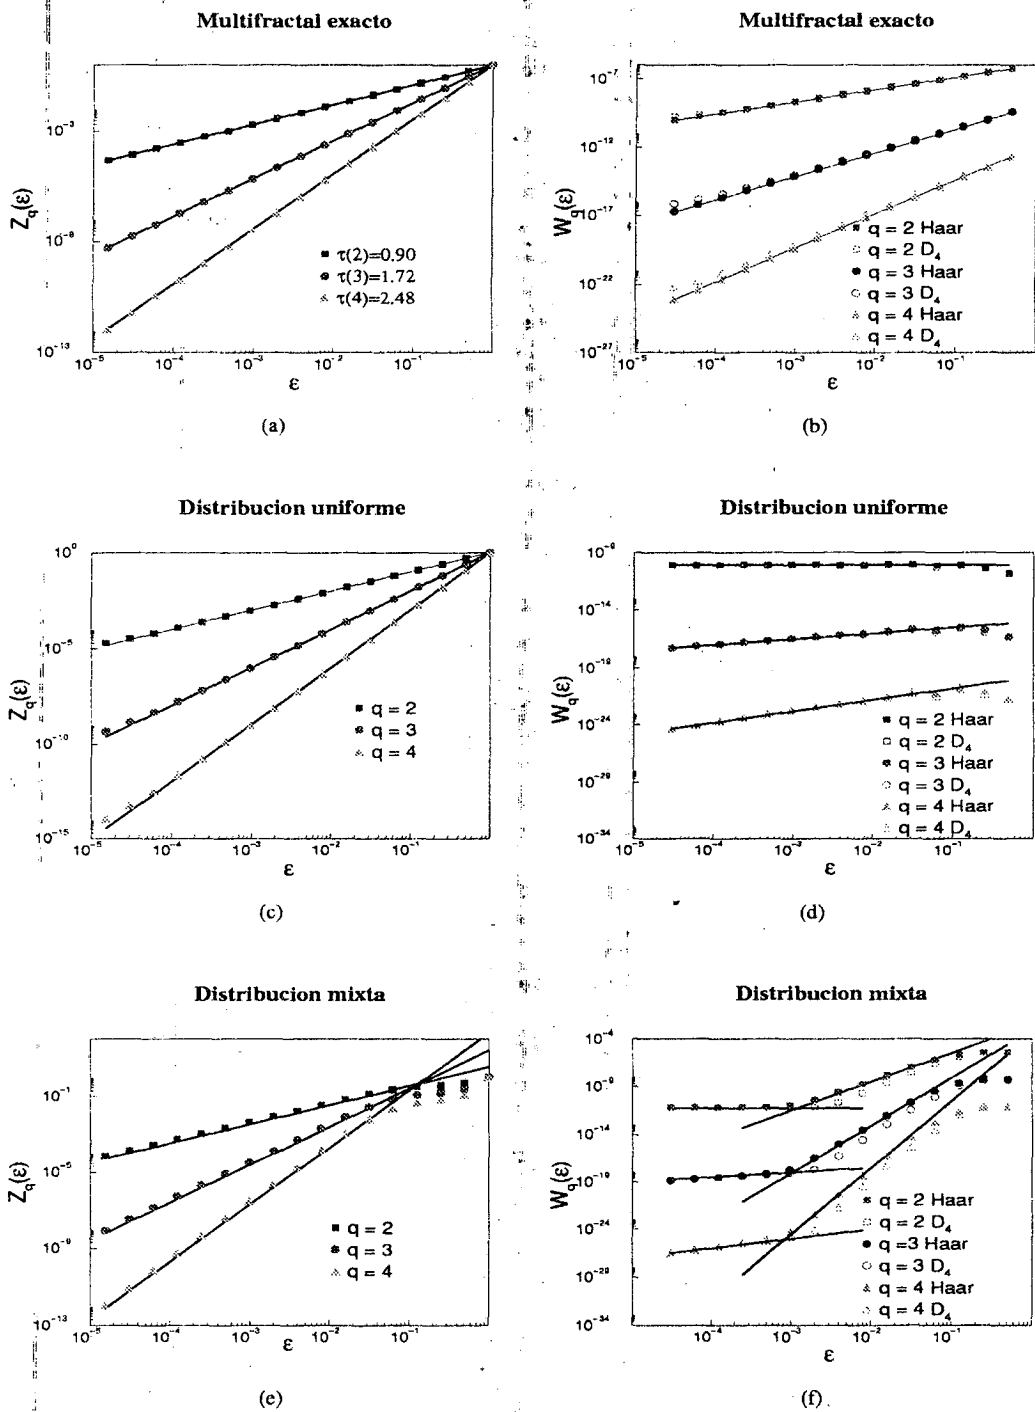 Multifractal exacto
Z_q(ε)
10^-3
10^-8
10^-13
τ(2)=0.90
τ(3)=1.72
τ(4)=2.48
10^-5 10^-4 10^-3 10^-2 10^-1
ε
(a)
Multifractal exacto
W_q(ε)
10^-7
10^-12
10^-17
10^-22
10^-27
q = 2 Haar
q = 2 D_4
q = 3 Haar
q = 3 D_4
q = 4 Haar
q = 4 D_4
10^-5 10^-4 10^-3 10^-2 10^-1
ε
(b)
Distribucion uniforme
Z_q(ε)
10^0
10^-5
10^-10
10^-15
q = 2
q = 3
q = 4
10^-5 10^-4 10^-3 10^-2 10^-1
ε
(c)
Distribucion uniforme
W_q(ε)
10^-9
10^-14
10^-19
10^-24
10^-29
10^-34
q = 2 Haar
q = 2 D_4
q = 3 Haar
q = 3 D_4
q = 4 Haar
q = 4 D_4
10^-5 10^-4 10^-3 10^-2 10^-1
ε
(d)
Distribucion mixta
Z_q(ε)
10^-1
10^-5
10^-9
10^-13
q = 2
q = 3
q = 4
10^-5 10^-4 10^-3 10^-2 10^-1
ε
(e)
Distribucion mixta
W_q(ε)
10^-4
10^-9
10^-14
10^-19
10^-24
10^-29
10^-34
q = 2 Haar
q = 2 D_4
q =3 Haar
q = 3 D_4
q = 4 Haar
q = 4 D_4
10^-4 10^-3 10^-2 10^-1
ε
(f)